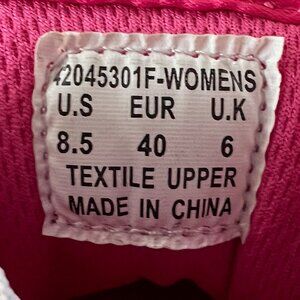 42045301F-WOMENS
U.S EUR U.K
8.5 40 6
TEXTILE UPPER
MADE IN CHINA